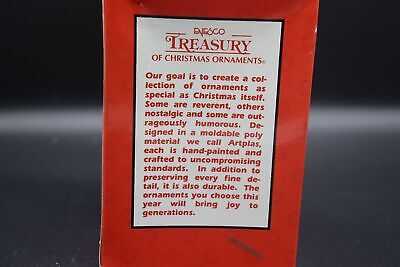 ENESCO
TREASURY
OF CHRISTMAS ORNAMENTS®
Our goal is to create a col-
lection of ornaments as
special as Christmas itself.
Some are reverent, others
nostalgic and some are out-
rageously humorous. De-
signed in a moldable poly
material we call Artplas,
each is hand-painted and
crafted to uncompromising
standards. In addition to
preserving every fine de-
tail, it is also durable. The
ornaments you choose this
year will bring joy to
generations.